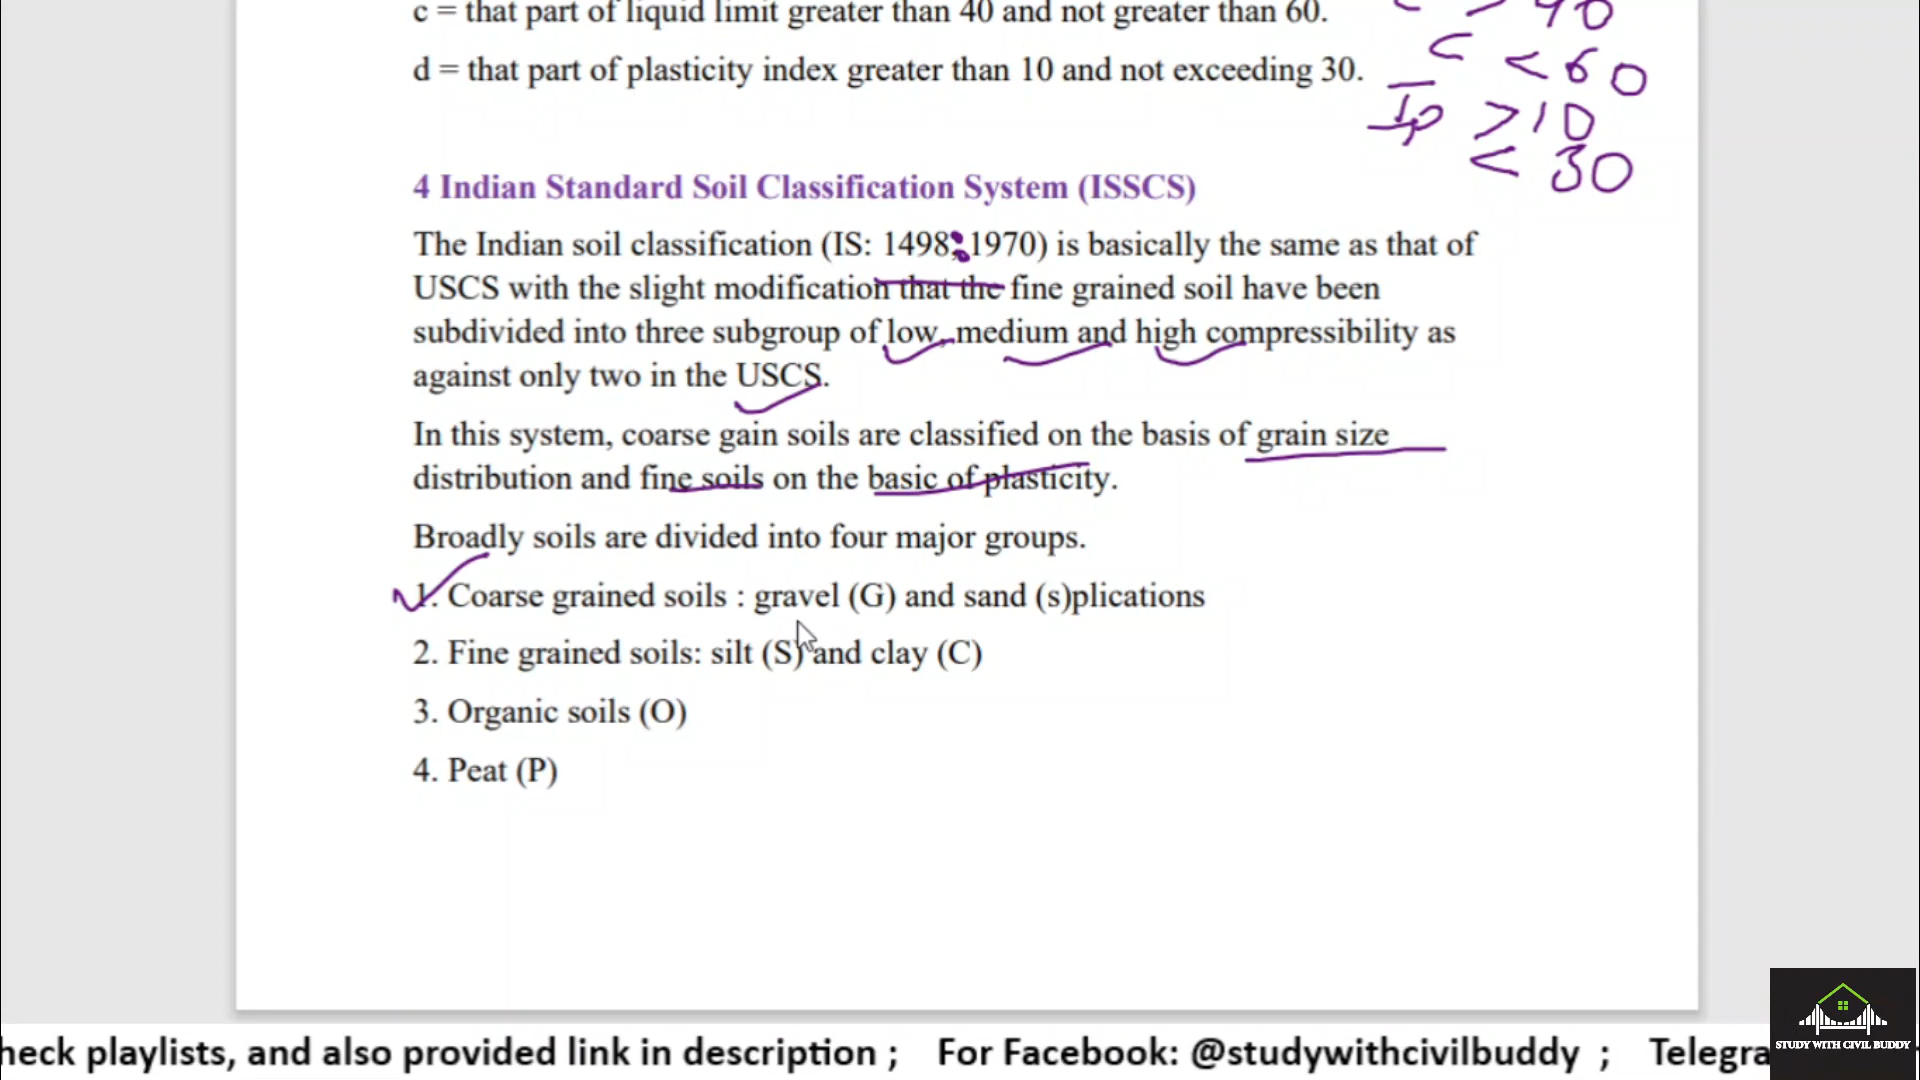 c = that part of liquid limit greater than 40 and not greater than 60.
> 40
d = that part of plasticity index greater than 10 and not exceeding 30.
< 60
Ip > 10
< 30
4 Indian Standard Soil Classification System (ISSCS)
The Indian soil classification (IS: 1498: 1970) is basically the same as that of
USCS with the slight modification that the fine grained soil have been
subdivided into three subgroup of low, medium and high compressibility as
against only two in the USCS.
In this system, coarse gain soils are classified on the basis of grain size
distribution and fine soils on the basic of plasticity.
Broadly soils are divided into four major groups.
1. Coarse grained soils : gravel (G) and sand (s)plications
2. Fine grained soils: silt (S) and clay (C)
3. Organic soils (O)
4. Peat (P)
STUDY WITH CIVIL BUDDY
heck playlists, and also provided link in description ; For Facebook: @studywithcivilbuddy ; Telegra